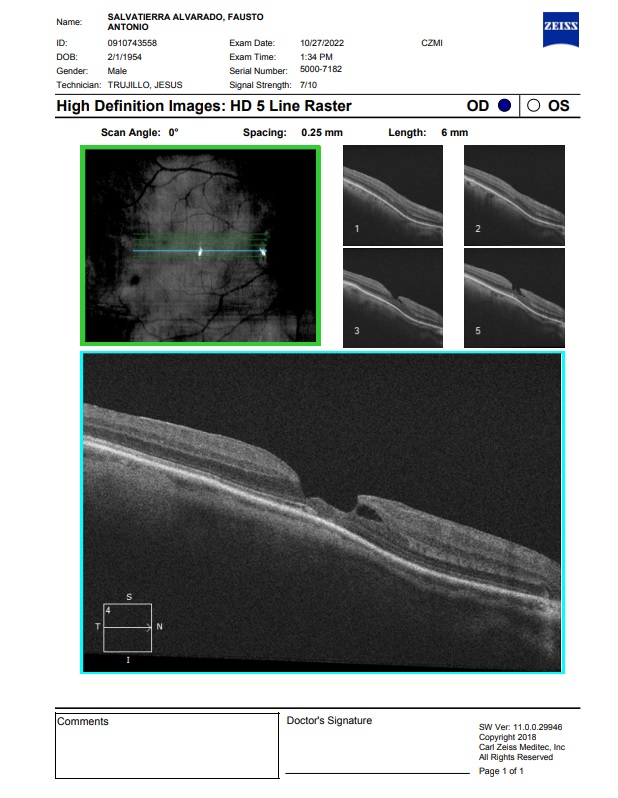 Name:
SALVATIERRA ALVARADO, FAUSTO
ANTONIO
ZEISS
ID: 0910743558 Exam Date: 10/27/2022 CZMI
DOB: 2/1/1954 Exam Time: 1:34 PM
Gender: Male Serial Number: 5000-7182
Technician: TRUJILLO, JESUS Signal Strength: 7/10
High Definition Images: HD 5 Line Raster OD OS
Scan Angle: 0° Spacing: 0.25 mm Length: 6 mm
1 2
3 5
S
4
T N
I
Comments Doctor's Signature
SW Ver: 11.0.0.29946
Copyright 2018
Carl Zeiss Meditec, Inc
All Rights Reserved
Page 1 of 1